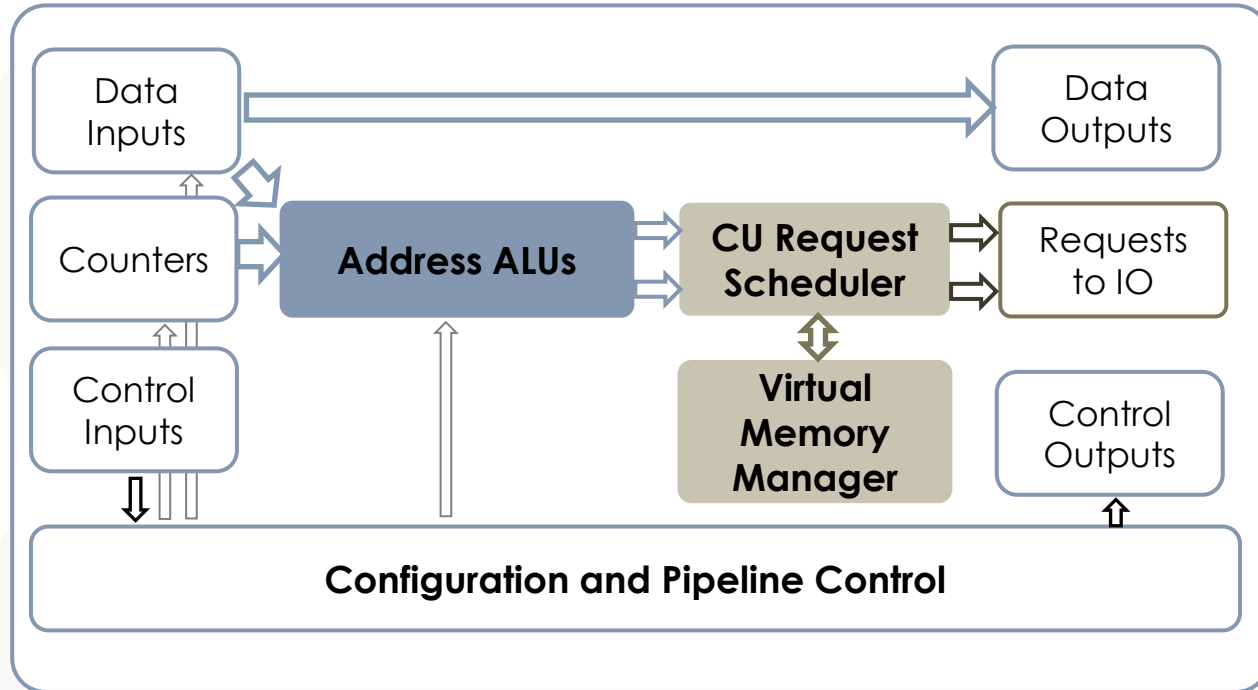 Data
Inputs
Data
Outputs
Counters
Address ALUs
CU Request
Scheduler
Requests
to IO
Control
Inputs
Virtual
Memory
Manager
Control
Outputs
Configuration and Pipeline Control